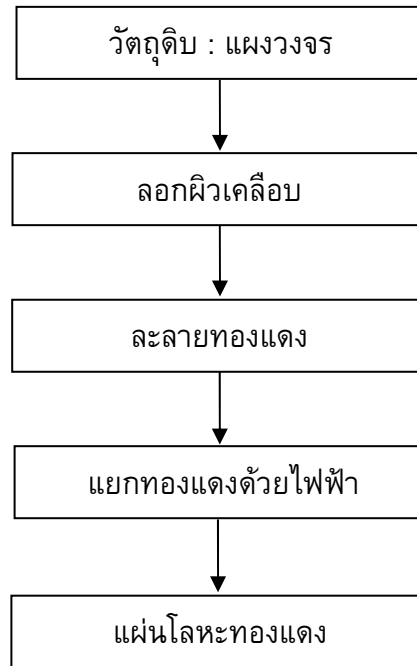 วัตถุดิบ : แผงวงจร
ลอกผิวเคลือบ
ละลายทองแดง
แยกทองแดงด้วยไฟฟ้า
แผ่นโลหะทองแดง